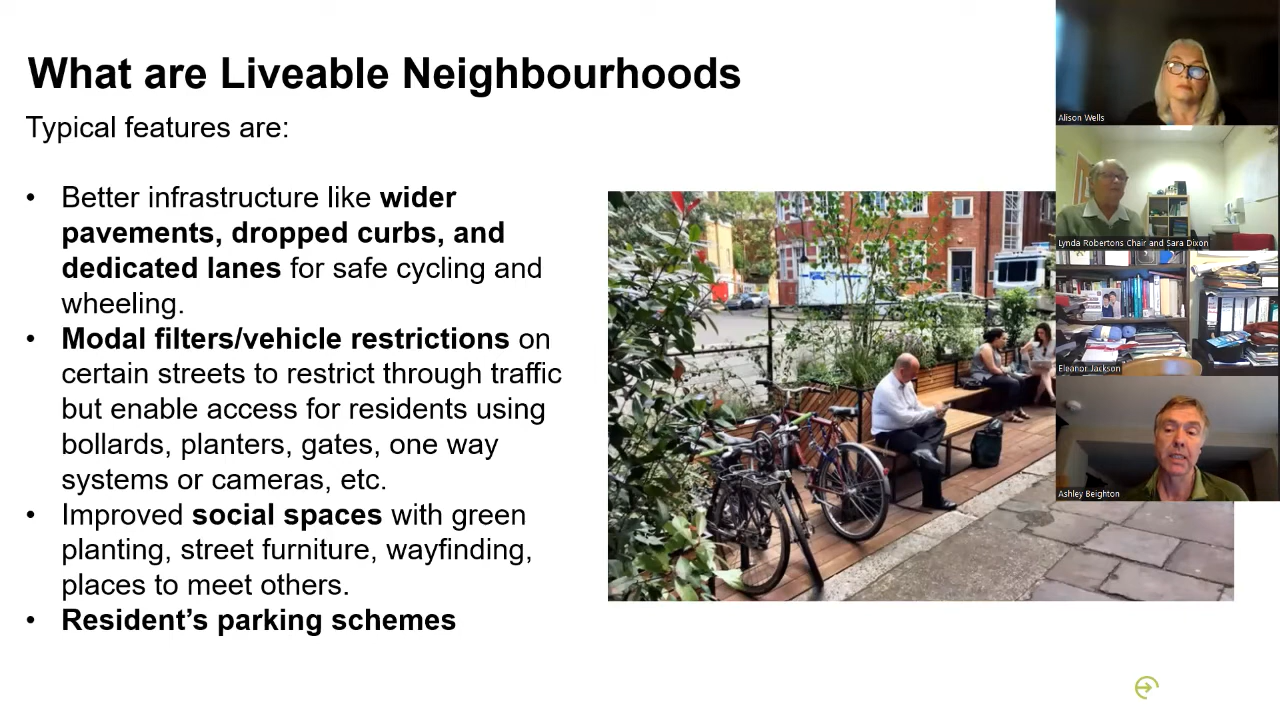 What are Liveable Neighbourhoods
Typical features are:
• Better infrastructure like wider
pavements, dropped curbs, and
dedicated lanes for safe cycling and
wheeling.
• Modal filters/vehicle restrictions on
certain streets to restrict through traffic
but enable access for residents using
bollards, planters, gates, one way
systems or cameras, etc.
• Improved social spaces with green
planting, street furniture, wayfinding,
places to meet others.
• Resident’s parking schemes
Alison Wells
Lynda Robertons Chair and Sara Dixon
Eleanor Jackson
Ashley Beighton